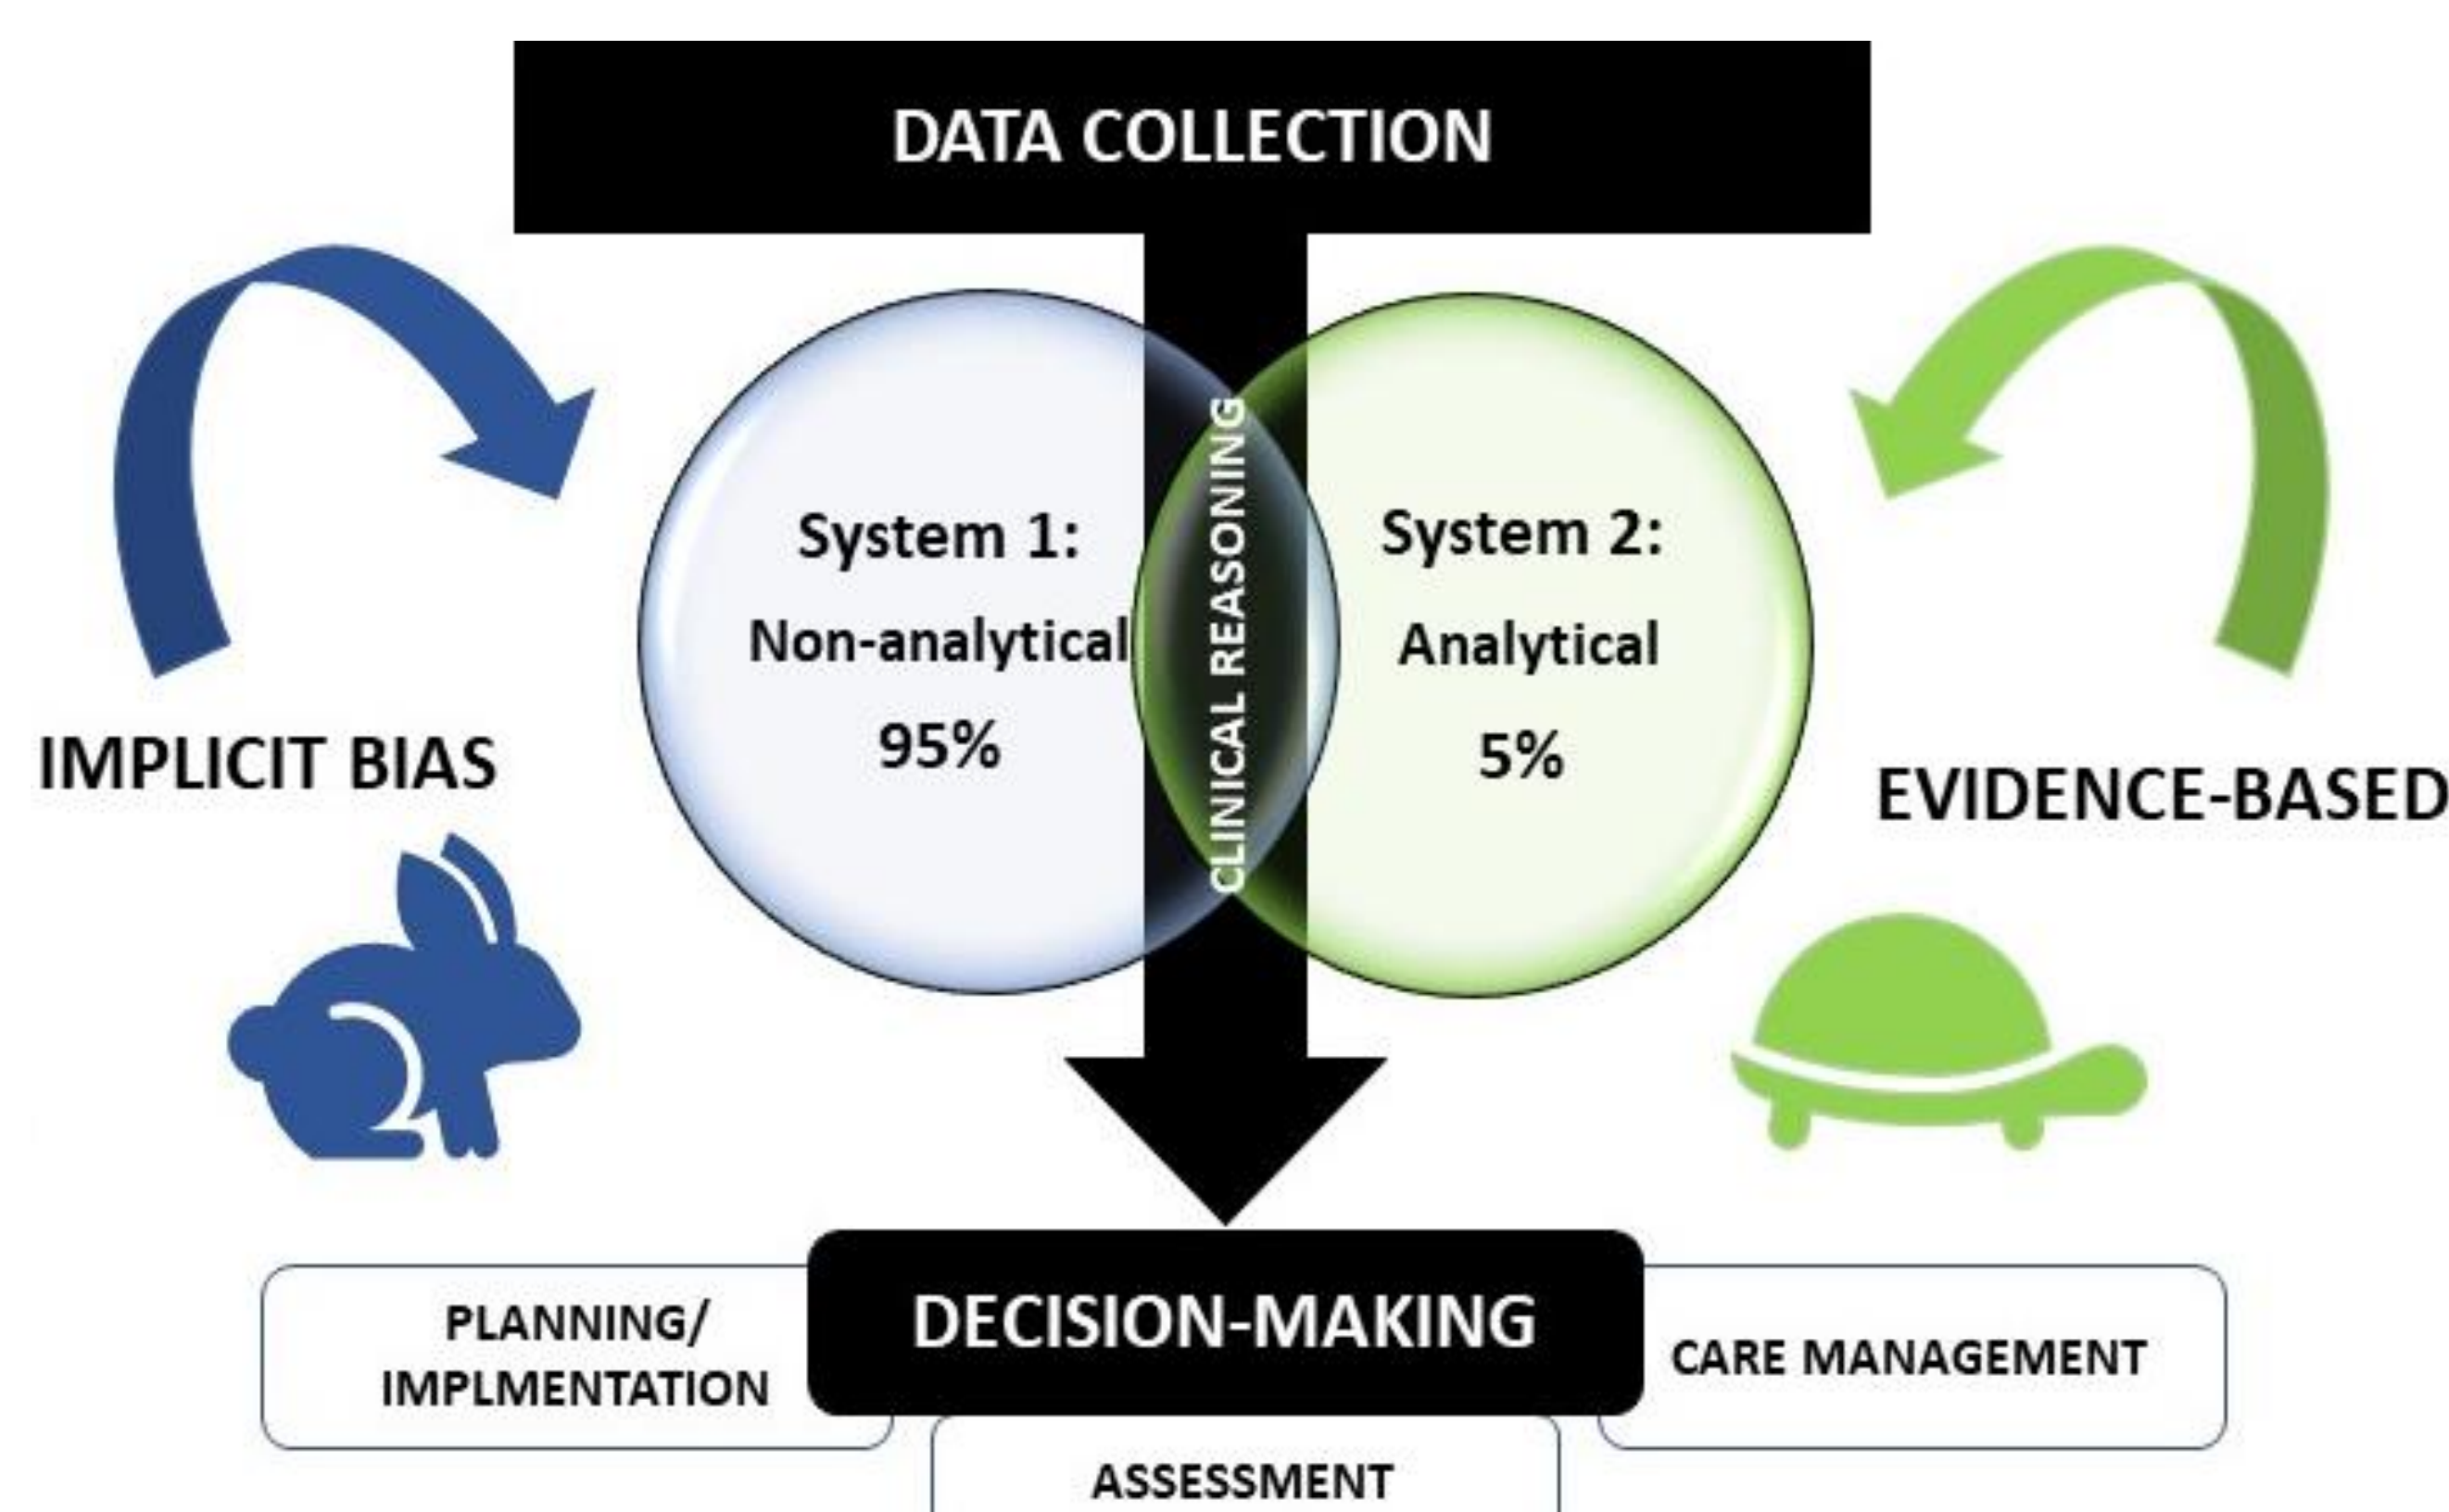 DATA COLLECTION
System 1:
Non-analytical
95%
CLINICAL REASONING
System 2:
Analytical
5%
IMPLICIT BIAS
EVIDENCE-BASED
DECISION-MAKING
PLANNING/
IMPLMENTATION
CARE MANAGEMENT
ASSESSMENT